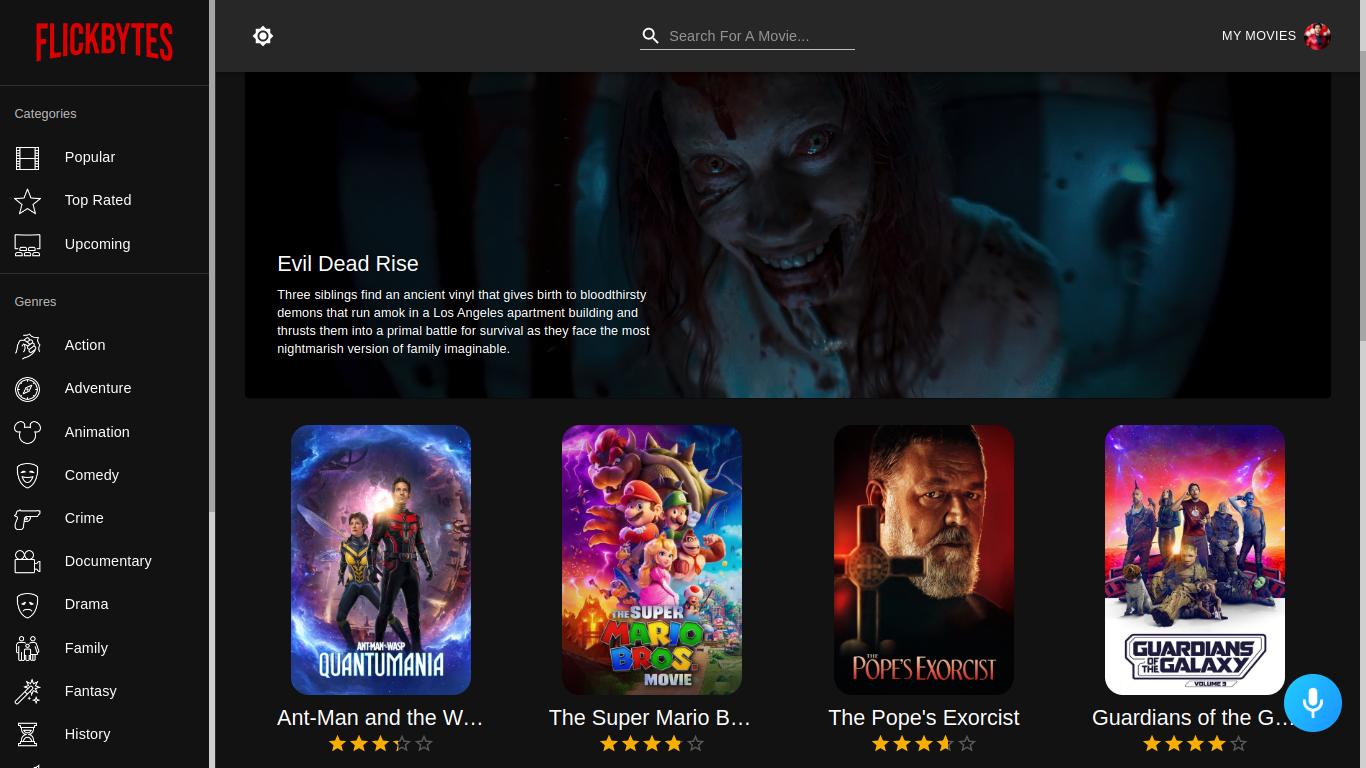 FLICKBYTES
Search For A Movie...
MY MOVIES
Categories
Popular
Top Rated
Upcoming
Genres
Action
Adventure
Animation
Comedy
Crime
Documentary
Drama
Family
Fantasy
History
Evil Dead Rise
Three siblings find an ancient vinyl that gives birth to bloodthirsty
demons that run amok in a Los Angeles apartment building and
thrusts them into a primal battle for survival as they face the most
nightmarish version of family imaginable.
ANT-MAN AND THE WASP
QUANTUMANIA
Ant-Man and the W...
THE SUPER
MARIO
BROS.
MOVIE
The Super Mario B...
THE
POPE'S EXORCIST
The Pope's Exorcist
GUARDIANS
OF THE GALAXY
VOLUME 3
Guardians of the G...